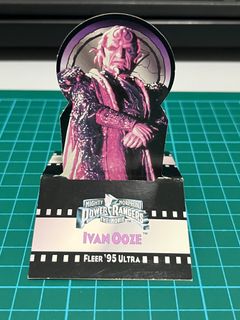 MIGHTY MORPHIN
POWER RANGERS
THE MOVIE
IVAN OOZE
FLEER '95 ULTRA